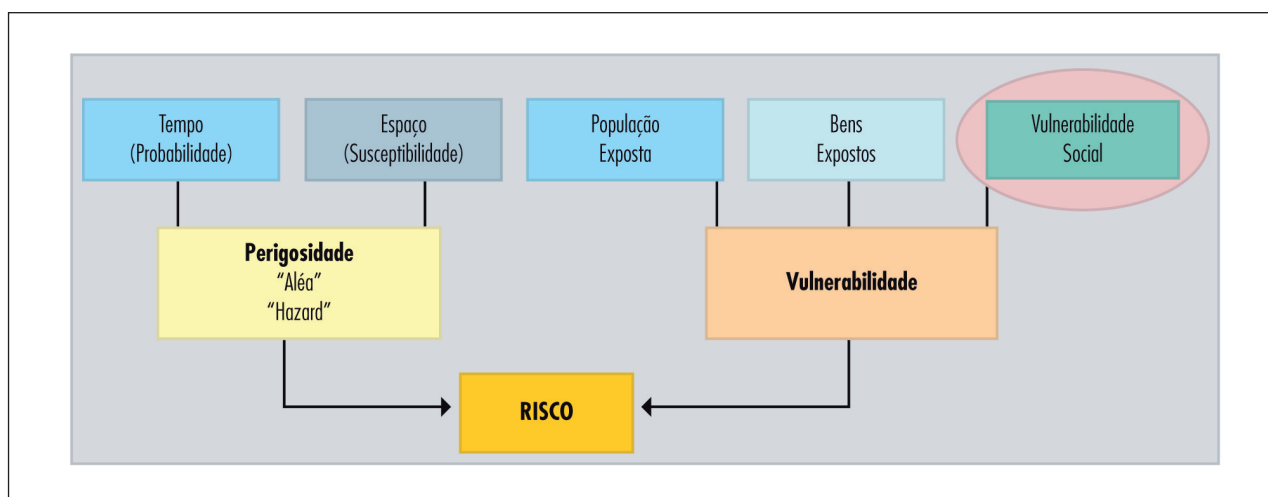 Tempo
(Probabilidade)
Espaço
(Susceptibilidade)
População
Exposta
Bens
Expostos
Vulnerabilidade
Social
Perigosidade
“Aléa”
“Hazard”
Vulnerabilidade
RISCO